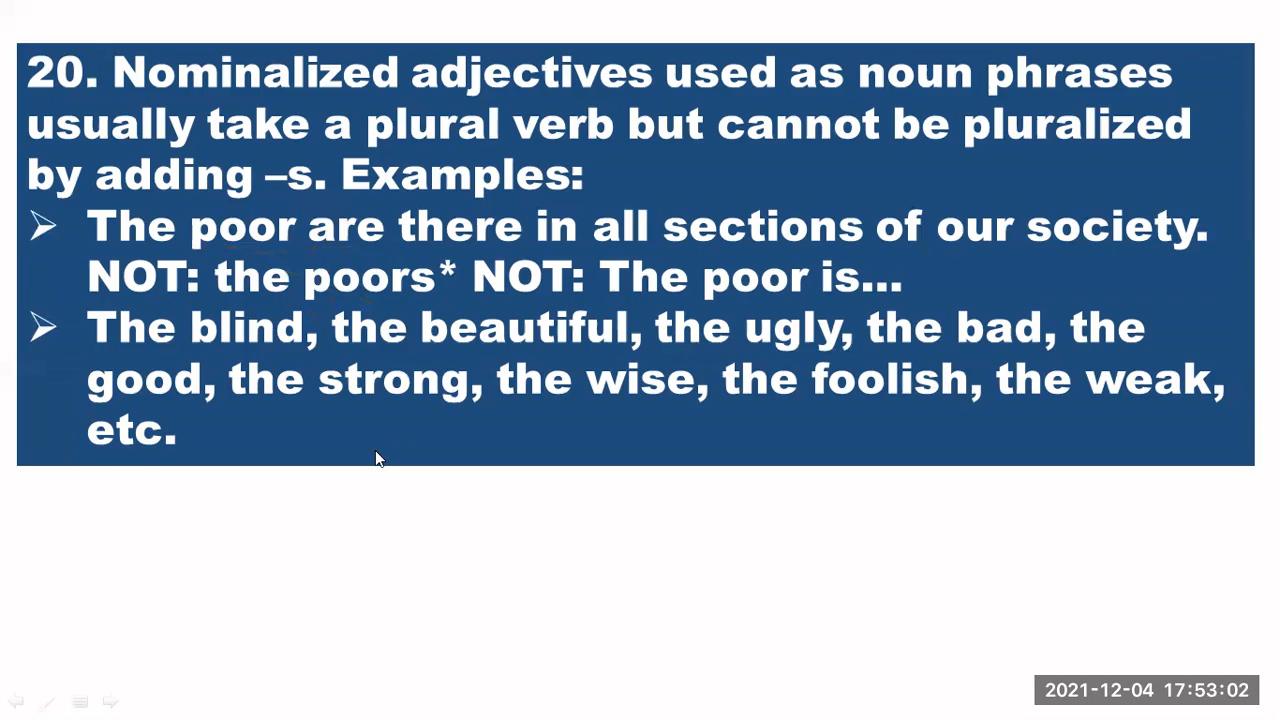 20. Nominalized adjectives used as noun phrases
usually take a plural verb but cannot be pluralized
by adding –s. Examples:
➢ The poor are there in all sections of our society.
NOT: the poors* NOT: The poor is...
➢ The blind, the beautiful, the ugly, the bad, the
good, the strong, the wise, the foolish, the weak,
etc.
2021-12-04 17:53:02